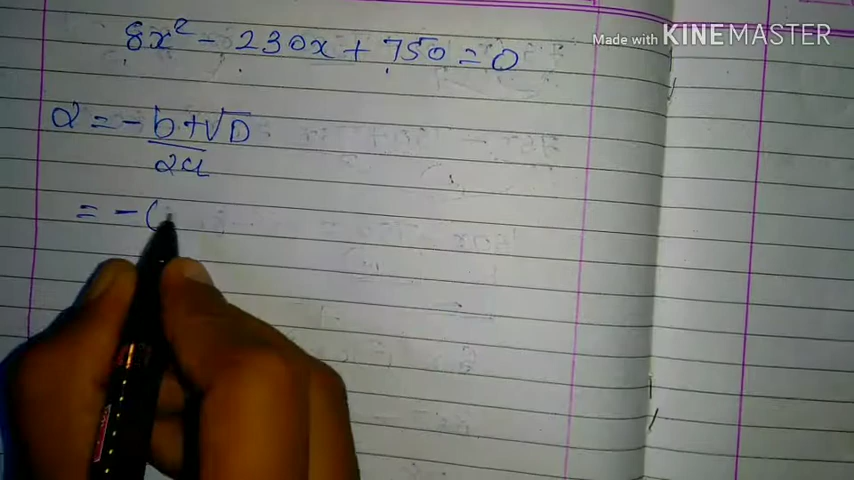 8x² - 230x + 750 = 0
Made with KINEMASTER
α = -b+√D
2a
= - (